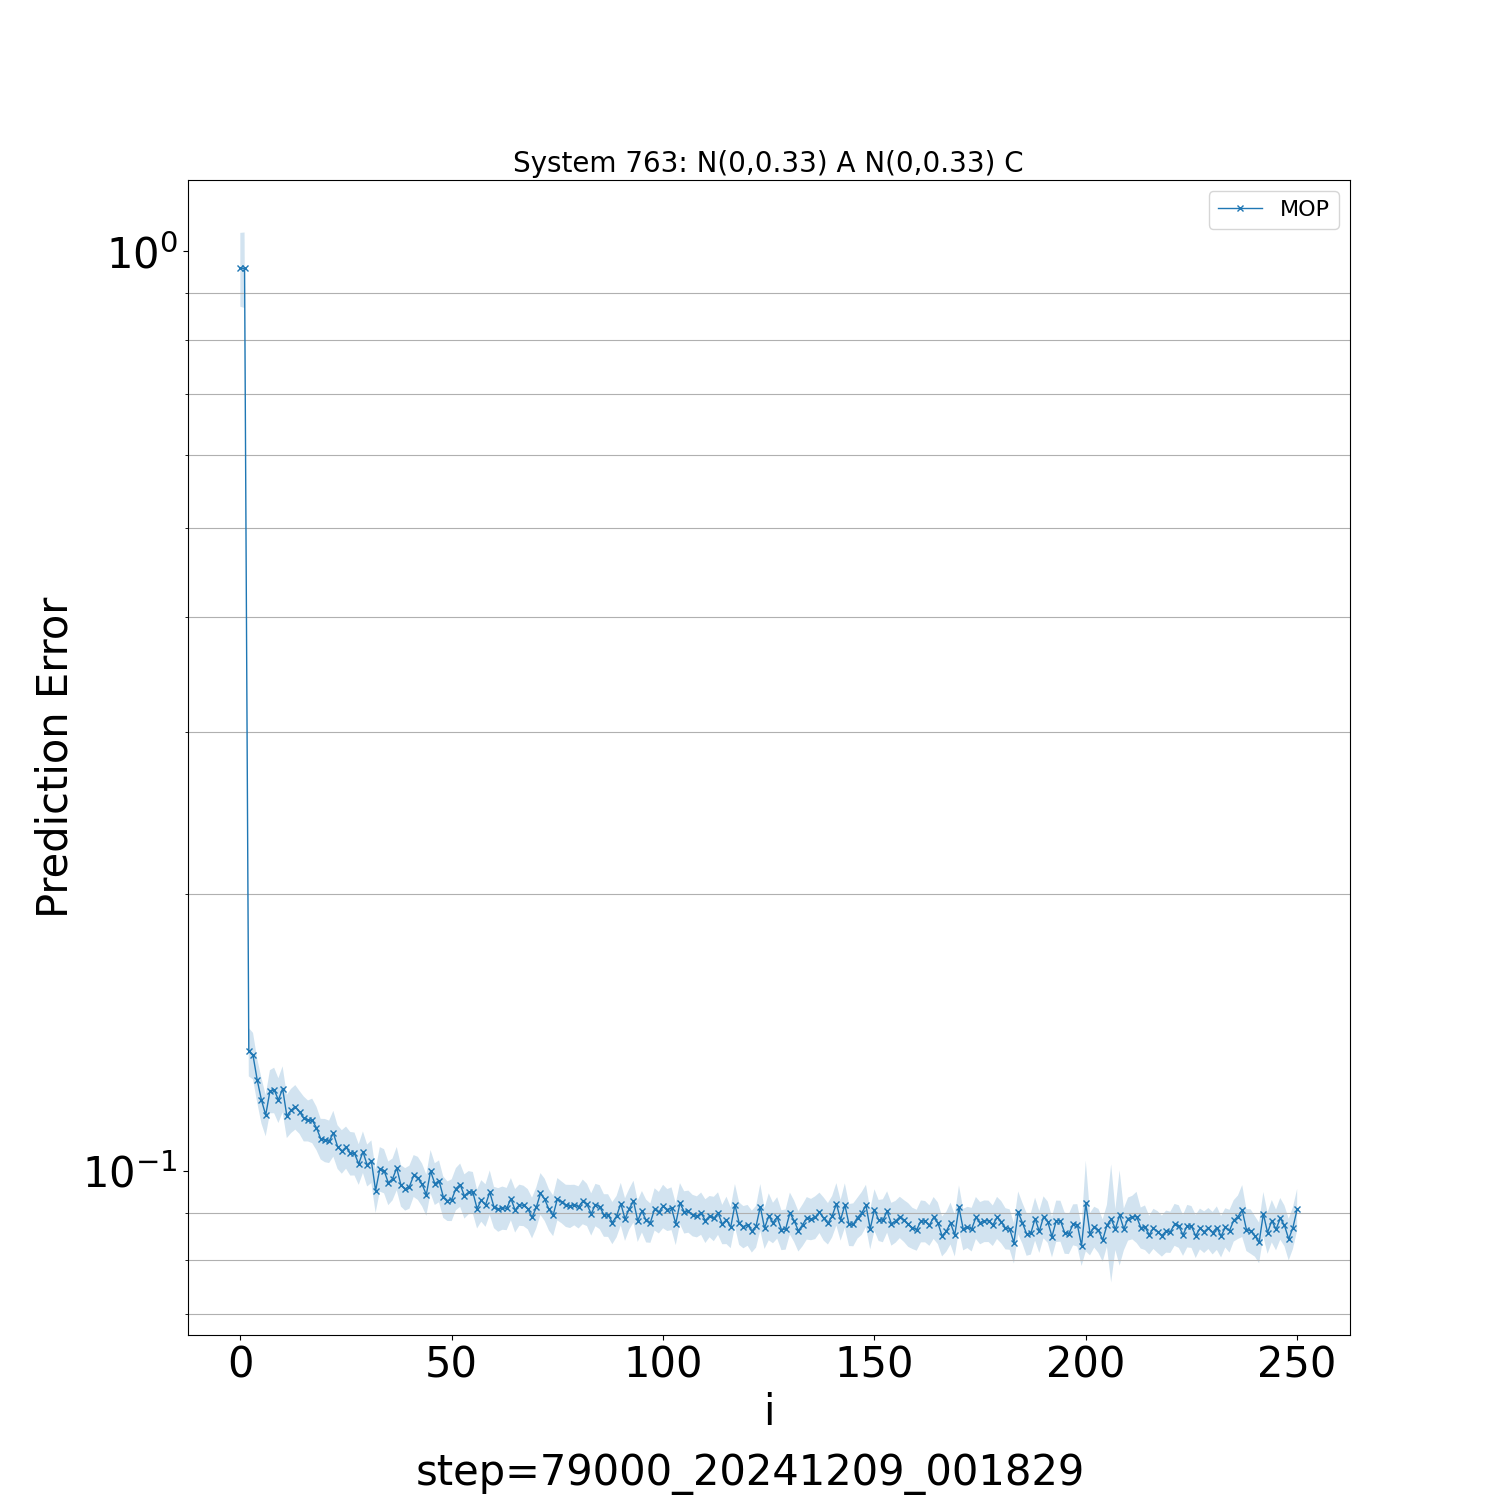 System 763: N(0,0.33) A N(0,0.33) C
MOP
10⁰
Prediction Error
10⁻¹
0 50 100 150 200 250
i
step=79000_20241209_001829